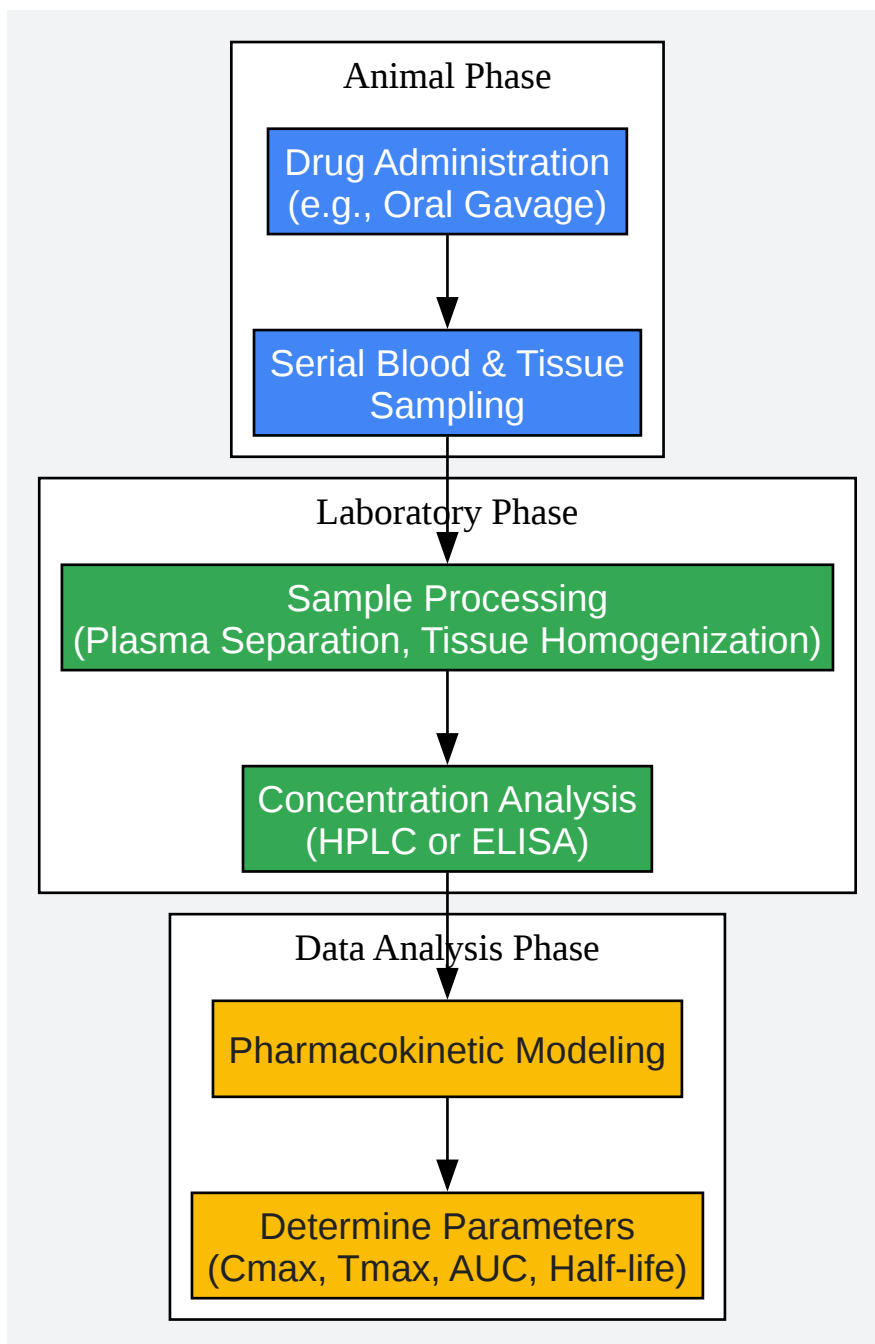 Animal Phase
Drug Administration
(e.g., Oral Gavage)
Serial Blood & Tissue
Sampling
Laboratory Phase
Sample Processing
(Plasma Separation, Tissue Homogenization)
Concentration Analysis
(HPLC or ELISA)
Data Analysis Phase
Pharmacokinetic Modeling
Determine Parameters
(Cmax, Tmax, AUC, Half-life)